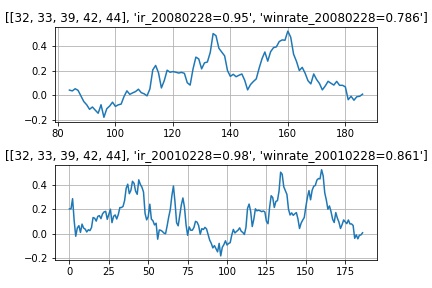 [[32, 33, 39, 42, 44], 'ir_20080228=0.95', 'winrate_20080228=0.786']
0.4
0.2
0.0
−0.2
80 100 120 140 160 180
[[32, 33, 39, 42, 44], 'ir_20010228=0.98', 'winrate_20010228=0.861']
0.4
0.2
0.0
−0.2
0 25 50 75 100 125 150 175